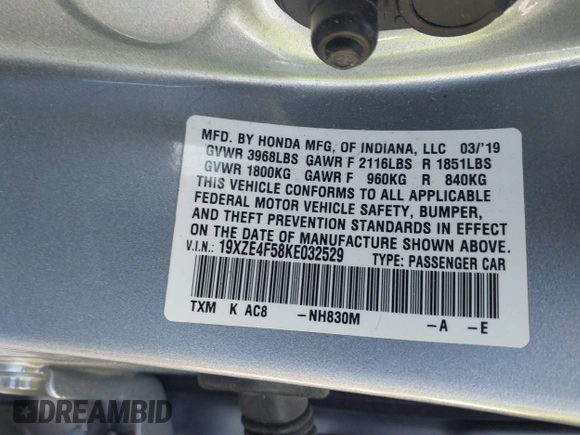 MFD. BY HONDA MFG, OF INDIANA, LLC 03/'19
GVWR 3968LBS GAWR F 2116LBS R 1851LBS
GVWR 1800KG GAWR F 960KG R 840KG
THIS VEHICLE CONFORMS TO ALL APPLICABLE
FEDERAL MOTOR VEHICLE SAFETY, BUMPER,
AND THEFT PREVENTION STANDARDS IN EFFECT
ON THE DATE OF MANUFACTURE SHOWN ABOVE.
V.I.N.: 19XZE4F58KE032529 TYPE: PASSENGER CAR
TXM K AC8 -NH830M -A -E
DREAMBID